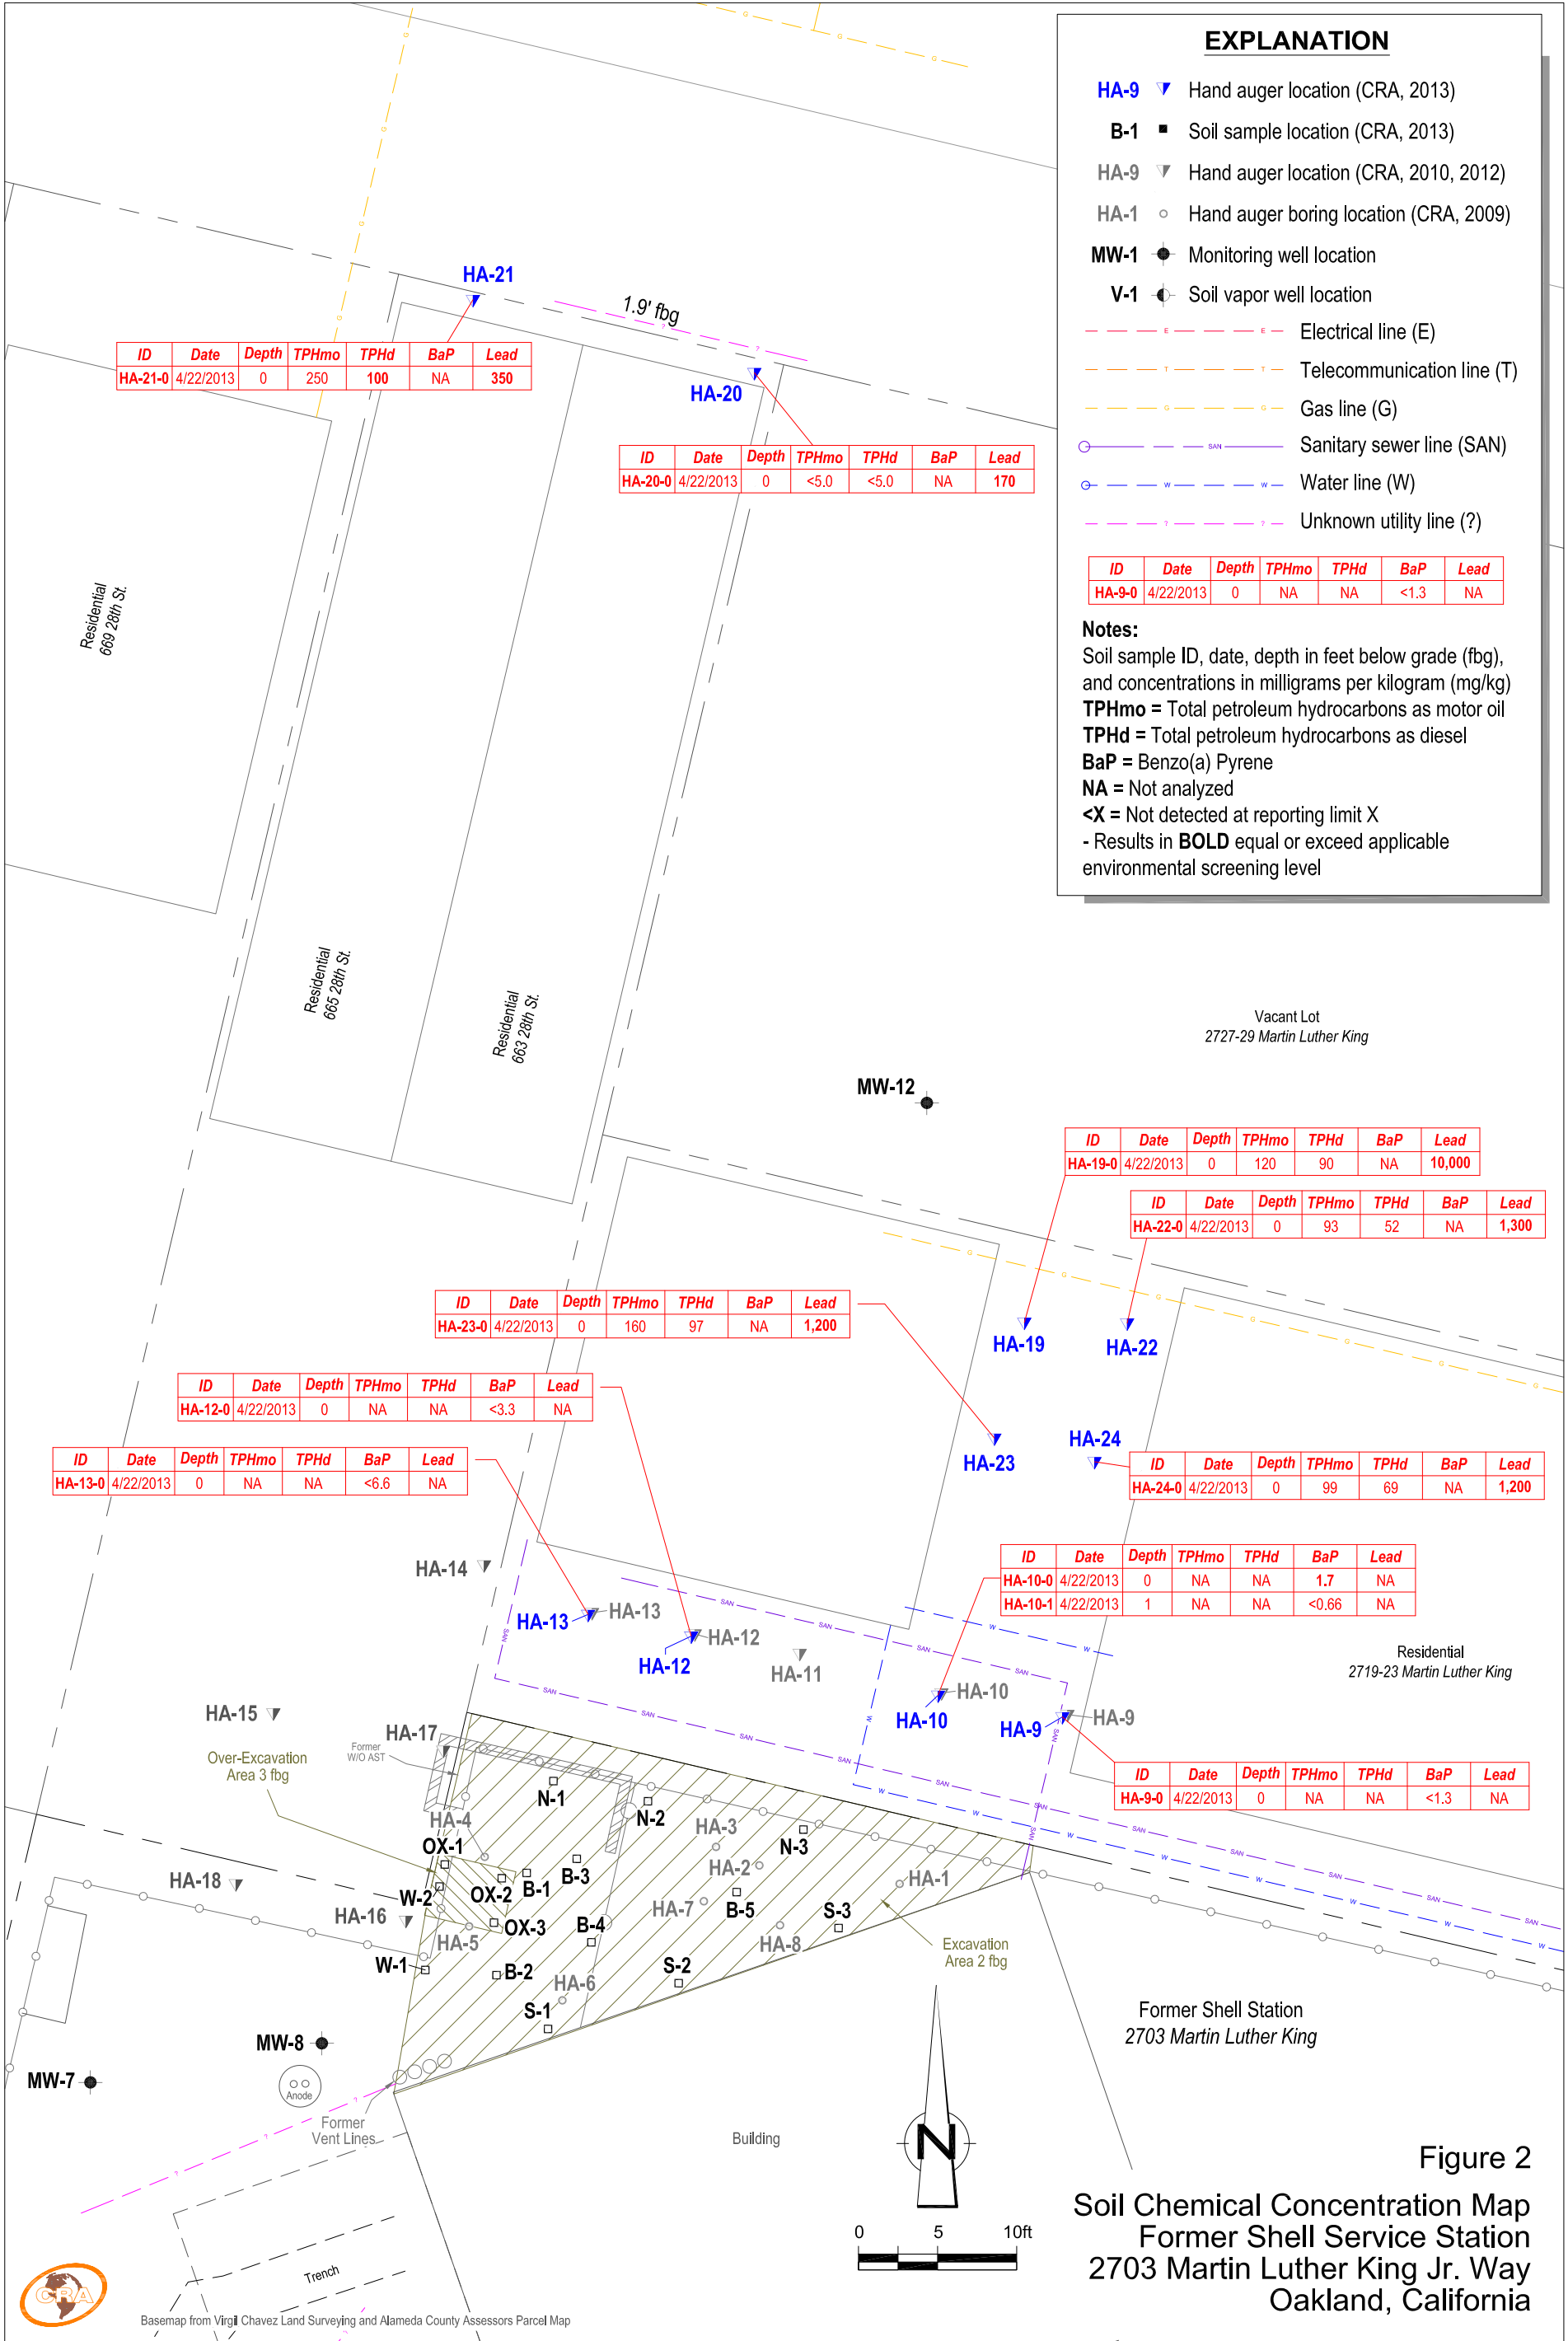 EXPLANATION
HA-9 Hand auger location (CRA, 2013)
B-1 Soil sample location (CRA, 2013)
HA-9 Hand auger location (CRA, 2010, 2012)
HA-1 Hand auger boring location (CRA, 2009)
MW-1 Monitoring well location
V-1 Soil vapor well location
E E Electrical line (E)
T T Telecommunication line (T)
G G Gas line (G)
SAN Sanitary sewer line (SAN)
W W Water line (W)
? ? Unknown utility line (?)
ID Date Depth TPHmo TPHd BaP Lead
HA-9-0 4/22/2013 0 NA NA <1.3 NA
Notes:
Soil sample ID, date, depth in feet below grade (fbg),
and concentrations in milligrams per kilogram (mg/kg)
TPHmo = Total petroleum hydrocarbons as motor oil
TPHd = Total petroleum hydrocarbons as diesel
BaP = Benzo(a) Pyrene
NA = Not analyzed
<X = Not detected at reporting limit X
- Results in BOLD equal or exceed applicable
environmental screening level
HA-21
1.9' fbg
ID Date Depth TPHmo TPHd BaP Lead
HA-21-0 4/22/2013 0 250 100 NA 350
HA-20
ID Date Depth TPHmo TPHd BaP Lead
HA-20-0 4/22/2013 0 <5.0 <5.0 NA 170
Residential
669 28th St.
Residential
665 28th St.
Residential
663 28th St.
Vacant Lot
2727-29 Martin Luther King
MW-12
ID Date Depth TPHmo TPHd BaP Lead
HA-19-0 4/22/2013 0 120 90 NA 10,000
ID Date Depth TPHmo TPHd BaP Lead
HA-22-0 4/22/2013 0 93 52 NA 1,300
ID Date Depth TPHmo TPHd BaP Lead
HA-23-0 4/22/2013 0 160 97 NA 1,200
HA-19
HA-22
ID Date Depth TPHmo TPHd BaP Lead
HA-12-0 4/22/2013 0 NA NA <3.3 NA
HA-23
HA-24
ID Date Depth TPHmo TPHd BaP Lead
HA-13-0 4/22/2013 0 NA NA <6.6 NA
ID Date Depth TPHmo TPHd BaP Lead
HA-24-0 4/22/2013 0 99 69 NA 1,200
ID Date Depth TPHmo TPHd BaP Lead
HA-10-0 4/22/2013 0 NA NA 1.7 NA
HA-10-1 4/22/2013 1 NA NA <0.66 NA
HA-14
HA-13
HA-13
HA-12
HA-12
HA-11
HA-10
HA-10
HA-9
HA-9
Residential
2719-23 Martin Luther King
ID Date Depth TPHmo TPHd BaP Lead
HA-9-0 4/22/2013 0 NA NA <1.3 NA
HA-15
HA-17
Former
W/O AST
Over-Excavation
Area 3 fbg
N-1
N-2
HA-4
HA-3
N-3
OX-1
B-3
HA-2
HA-18
W-2
OX-2
B-1
HA-1
HA-16
OX-3
HA-7
B-5
B-4
S-3
HA-5
HA-8
Excavation
Area 2 fbg
W-1
B-2
HA-6
S-2
S-1
MW-8
MW-7
Anode
Former
Vent Lines
Former Shell Station
2703 Martin Luther King
Building
N
0 5 10ft
Trench
CRA
Basemap from Virgil Chavez Land Surveying and Alameda County Assessors Parcel Map
Figure 2
Soil Chemical Concentration Map
Former Shell Service Station
2703 Martin Luther King Jr. Way
Oakland, California